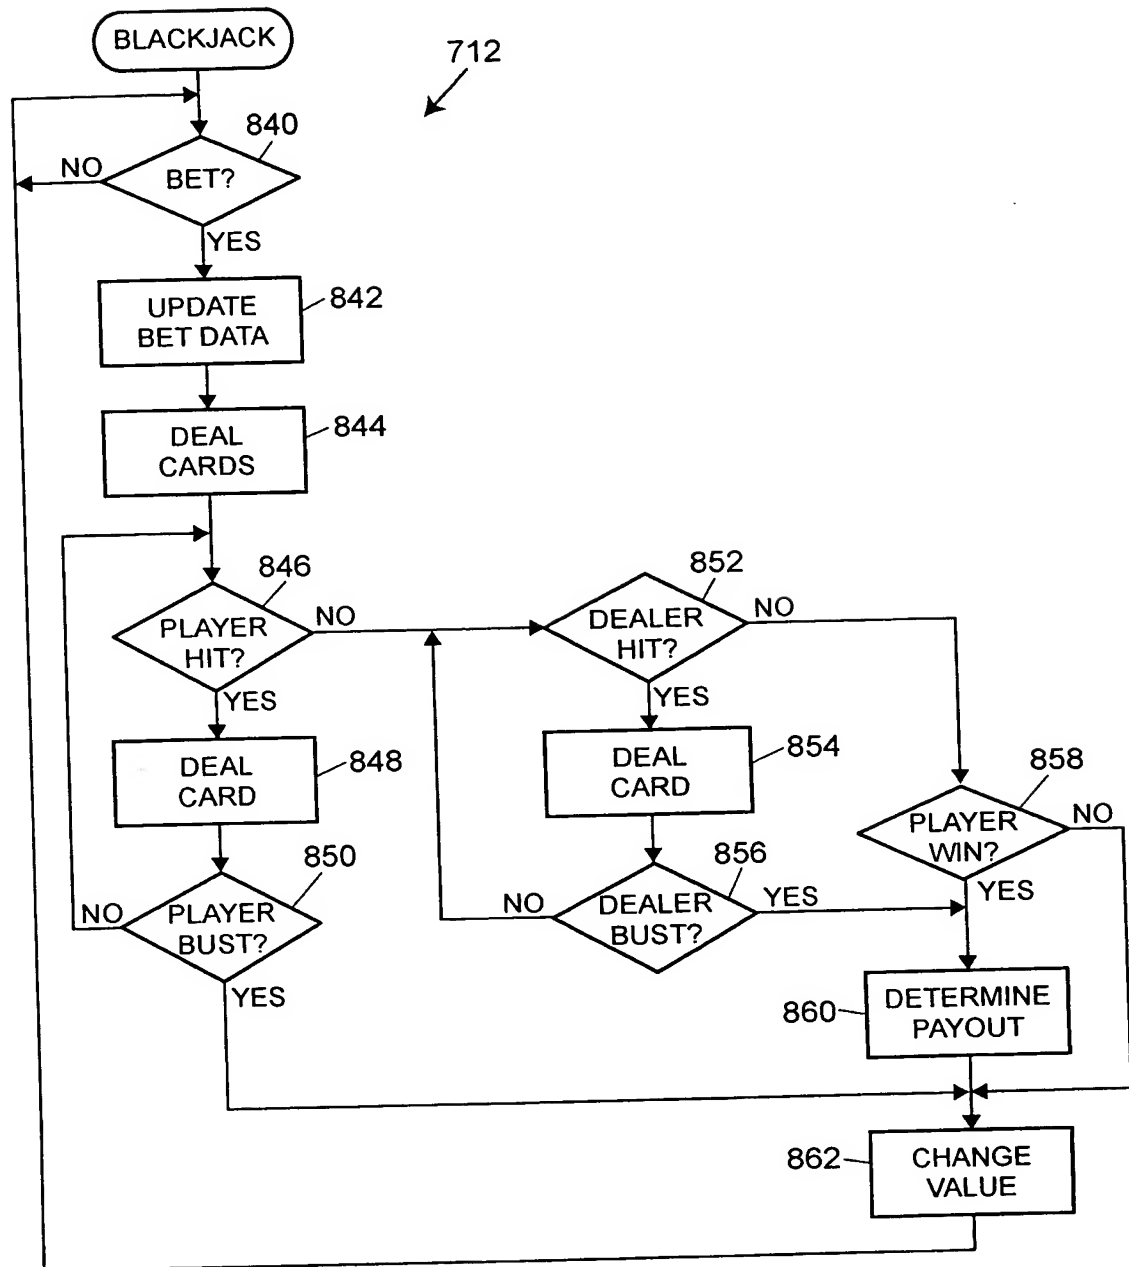 BLACKJACK
712
840
NO
BET?
YES
UPDATE
BET DATA
842
DEAL
CARDS
844
846
PLAYER
HIT?
NO
YES
852
DEALER
HIT?
NO
YES
DEAL
CARD
848
DEAL
CARD
854
858
PLAYER
WIN?
NO
YES
850
NO
PLAYER
BUST?
YES
856
NO
DEALER
BUST?
YES
860
DETERMINE
PAYOUT
862
CHANGE
VALUE